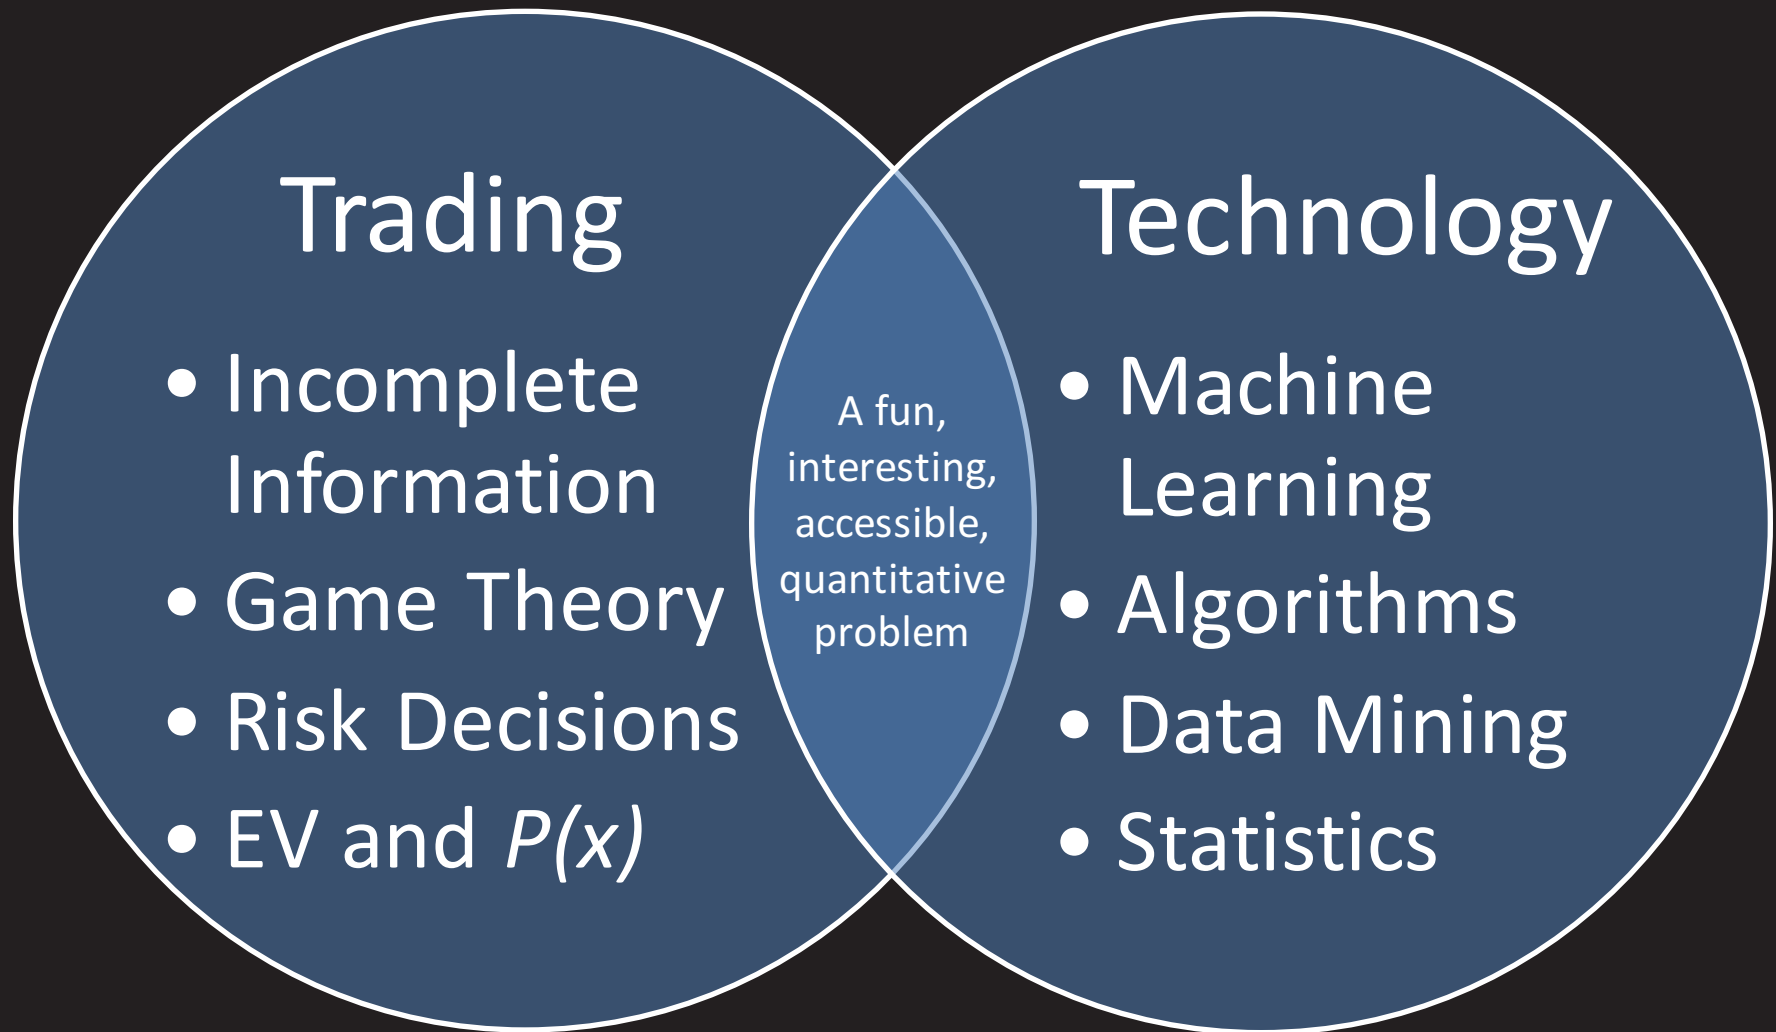 Trading
• Incomplete
Information
• Game Theory
• Risk Decisions
• EV and P(x)
A fun,
interesting,
accessible,
quantitative
problem
Technology
• Machine
Learning
• Algorithms
• Data Mining
• Statistics